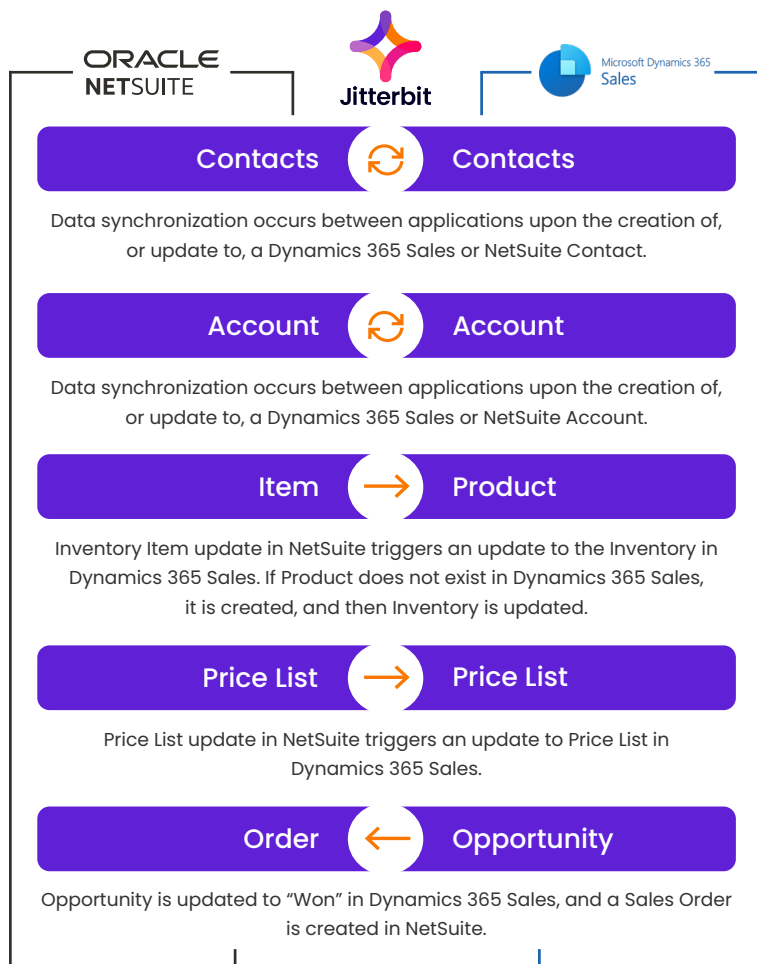 ORACLE
NETSUITE
Jitterbit
Microsoft Dynamics 365
Sales
Contacts Contacts
Data synchronization occurs between applications upon the creation of,
or update to, a Dynamics 365 Sales or NetSuite Contact.
Account Account
Data synchronization occurs between applications upon the creation of,
or update to, a Dynamics 365 Sales or NetSuite Account.
Item Product
Inventory Item update in NetSuite triggers an update to the Inventory in
Dynamics 365 Sales. If Product does not exist in Dynamics 365 Sales,
it is created, and then Inventory is updated.
Price List Price List
Price List update in NetSuite triggers an update to Price List in
Dynamics 365 Sales.
Order Opportunity
Opportunity is updated to “Won” in Dynamics 365 Sales, and a Sales Order
is created in NetSuite.